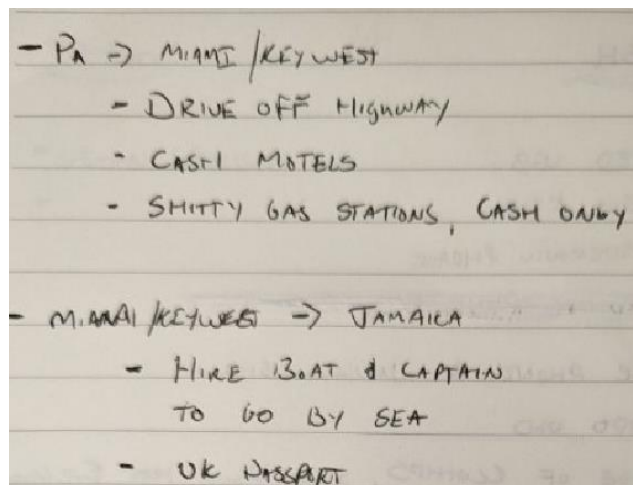 - PA -> MIAMI/KEYWEST
- DRIVE OFF HIGHWAY
- CASH MOTELS
- SHITTY GAS STATIONS, CASH ONLY
- MIAMI/KEYWEST -> JAMAICA
- HIRE BOAT & CAPTAIN
TO GO BY SEA
- UK PASSPORT